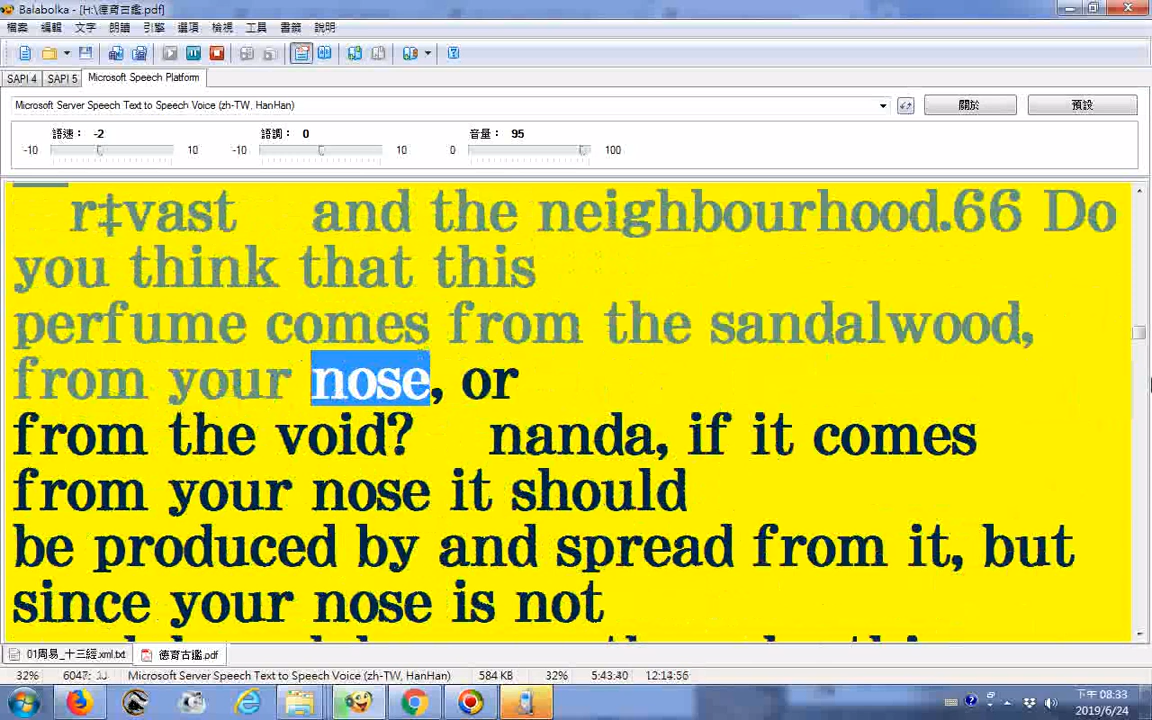 Balabolka - [H:\德育古鑑.pdf]
檔案 編輯 文字 朗讀 引擎 選項 檢視 工具 書籤 說明
SAPI 4 SAPI 5 Microsoft Speech Platform
Microsoft Server Speech Text to Speech Voice (zh-TW, HanHan) 關於 預設
語速： -2 語調： 0 音量： 95
-10 10 -10 10 0 100
r‡vast and the neighbourhood.66 Do
you think that this
perfume comes from the sandalwood,
from your nose, or
from the void? nanda, if it comes
from your nose it should
be produced by and spread from it, but
since your nose is not
01周易_十三經.xml.txt 德育古鑑.pdf
32% Microsoft Server Speech Text to Speech Voice (zh-TW, HanHan) 584 KB 32% 5:43:40 12:14:56
下午 08:33
2019/6/24